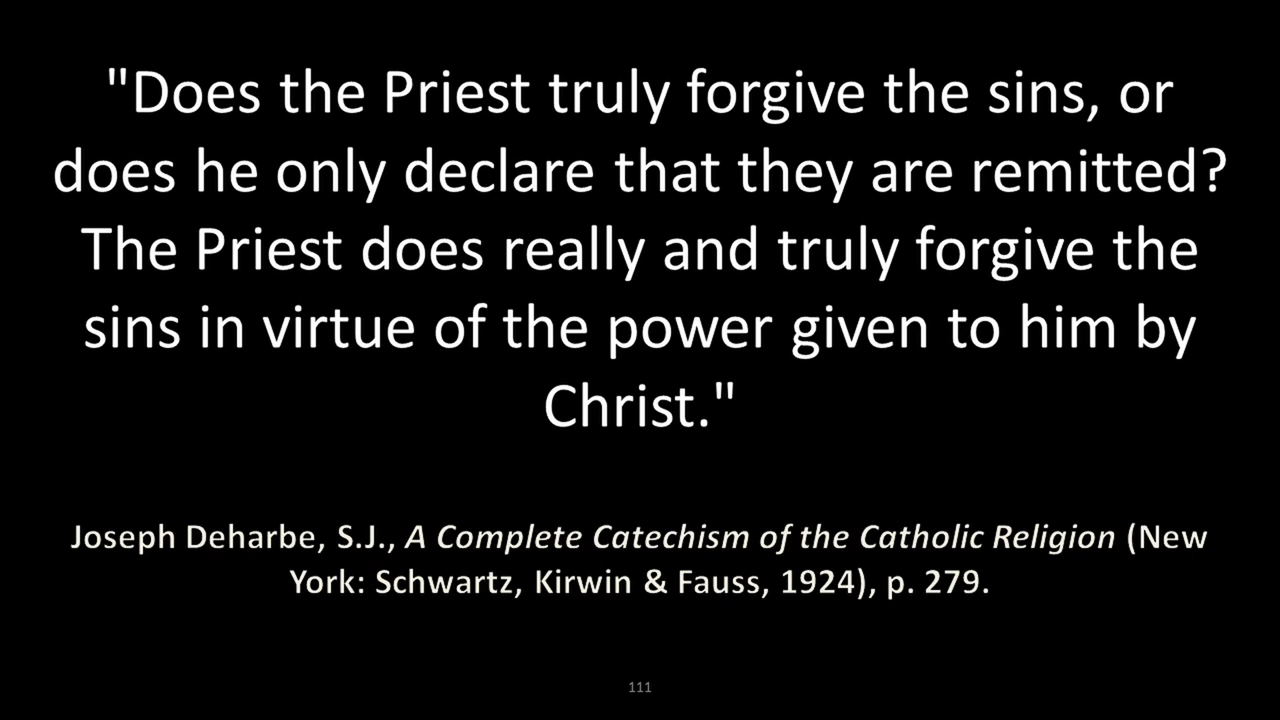 "Does the Priest truly forgive the sins, or
does he only declare that they are remitted?
The Priest does really and truly forgive the
sins in virtue of the power given to him by
Christ."
Joseph Deharbe, S.J., A Complete Catechism of the Catholic Religion (New
York: Schwartz, Kirwin & Fauss, 1924), p. 279.
111